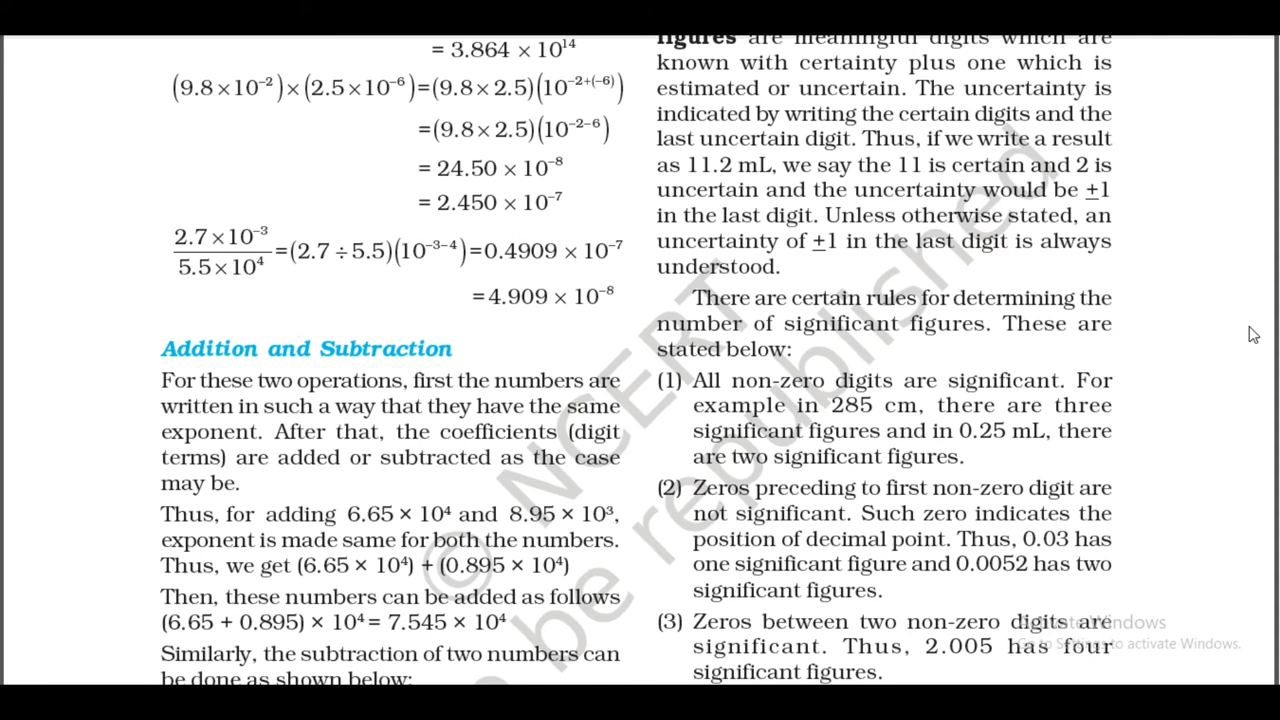 = 3.864 × 10¹⁴
(9.8 × 10⁻²) × (2.5 × 10⁻⁶) = (9.8 × 2.5) (10⁻²⁺⁽⁻⁶⁾)
= (9.8 × 2.5) (10⁻²⁻⁶)
= 24.50 × 10⁻⁸
= 2.450 × 10⁻⁷
2.7 × 10⁻³ / 5.5 × 10⁴ = (2.7 ÷ 5.5) (10⁻³⁻⁴) = 0.4909 × 10⁻⁷
= 4.909 × 10⁻⁸
Addition and Subtraction
For these two operations, first the numbers are
written in such a way that they have the same
exponent. After that, the coefficients (digit
terms) are added or subtracted as the case
may be.
Thus, for adding 6.65 × 10⁴ and 8.95 × 10³,
exponent is made same for both the numbers.
Thus, we get (6.65 × 10⁴) + (0.895 × 10⁴)
Then, these numbers can be added as follows
(6.65 + 0.895) × 10⁴ = 7.545 × 10⁴
Similarly, the subtraction of two numbers can
be done as shown below:
figures are meaningful digits which are
known with certainty plus one which is
estimated or uncertain. The uncertainty is
indicated by writing the certain digits and the
last uncertain digit. Thus, if we write a result
as 11.2 mL, we say the 11 is certain and 2 is
uncertain and the uncertainty would be ±1
in the last digit. Unless otherwise stated, an
uncertainty of ±1 in the last digit is always
understood.
There are certain rules for determining the
number of significant figures. These are
stated below:
(1) All non-zero digits are significant. For
example in 285 cm, there are three
significant figures and in 0.25 mL, there
are two significant figures.
(2) Zeros preceding to first non-zero digit are
not significant. Such zero indicates the
position of decimal point. Thus, 0.03 has
one significant figure and 0.0052 has two
significant figures.
(3) Zeros between two non-zero digits are
significant. Thus, 2.005 has four
significant figures.
© NCERT
be republished
Activate Windows
Go to Settings to activate Windows.